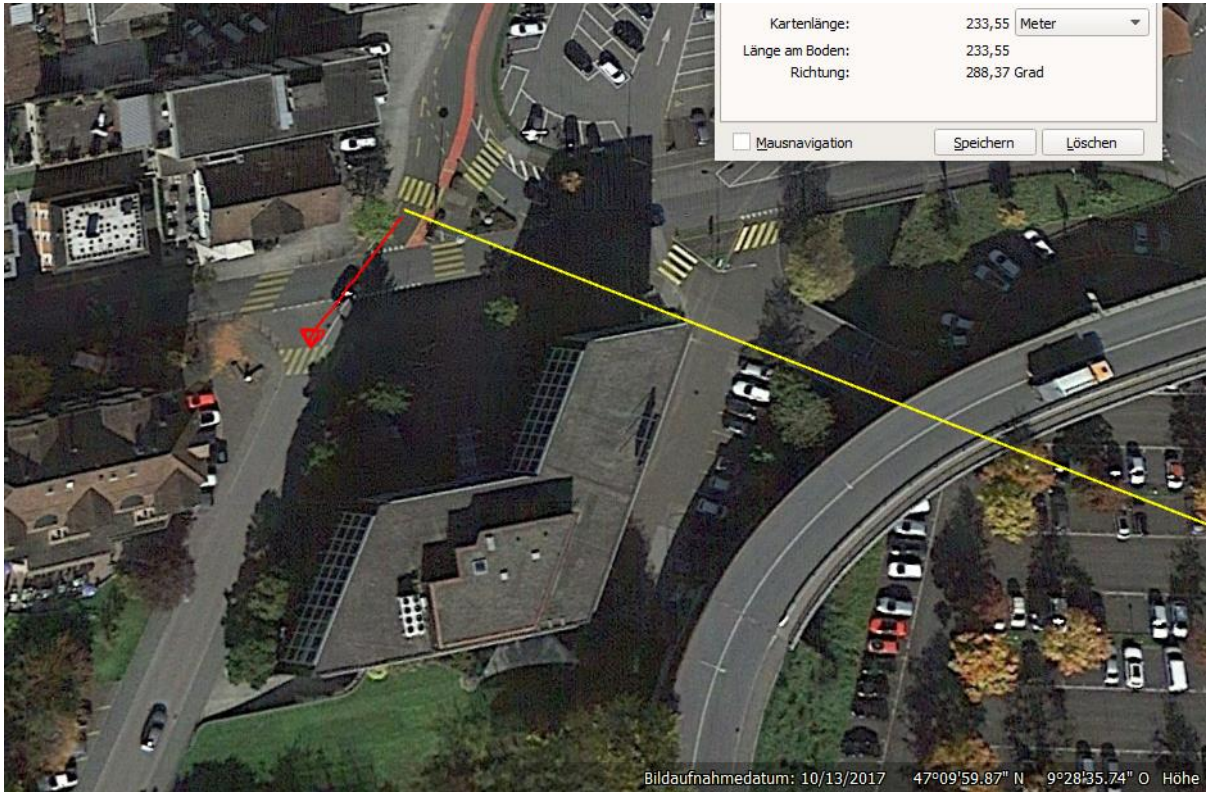 Kartenlänge: 233,55 Meter
Länge am Boden: 233,55
Richtung: 288,37 Grad
Mausnavigation Speichern Löschen
Bildaufnahmedatum: 10/13/2017 47°09'59.87" N 9°28'35.74" O Höhe